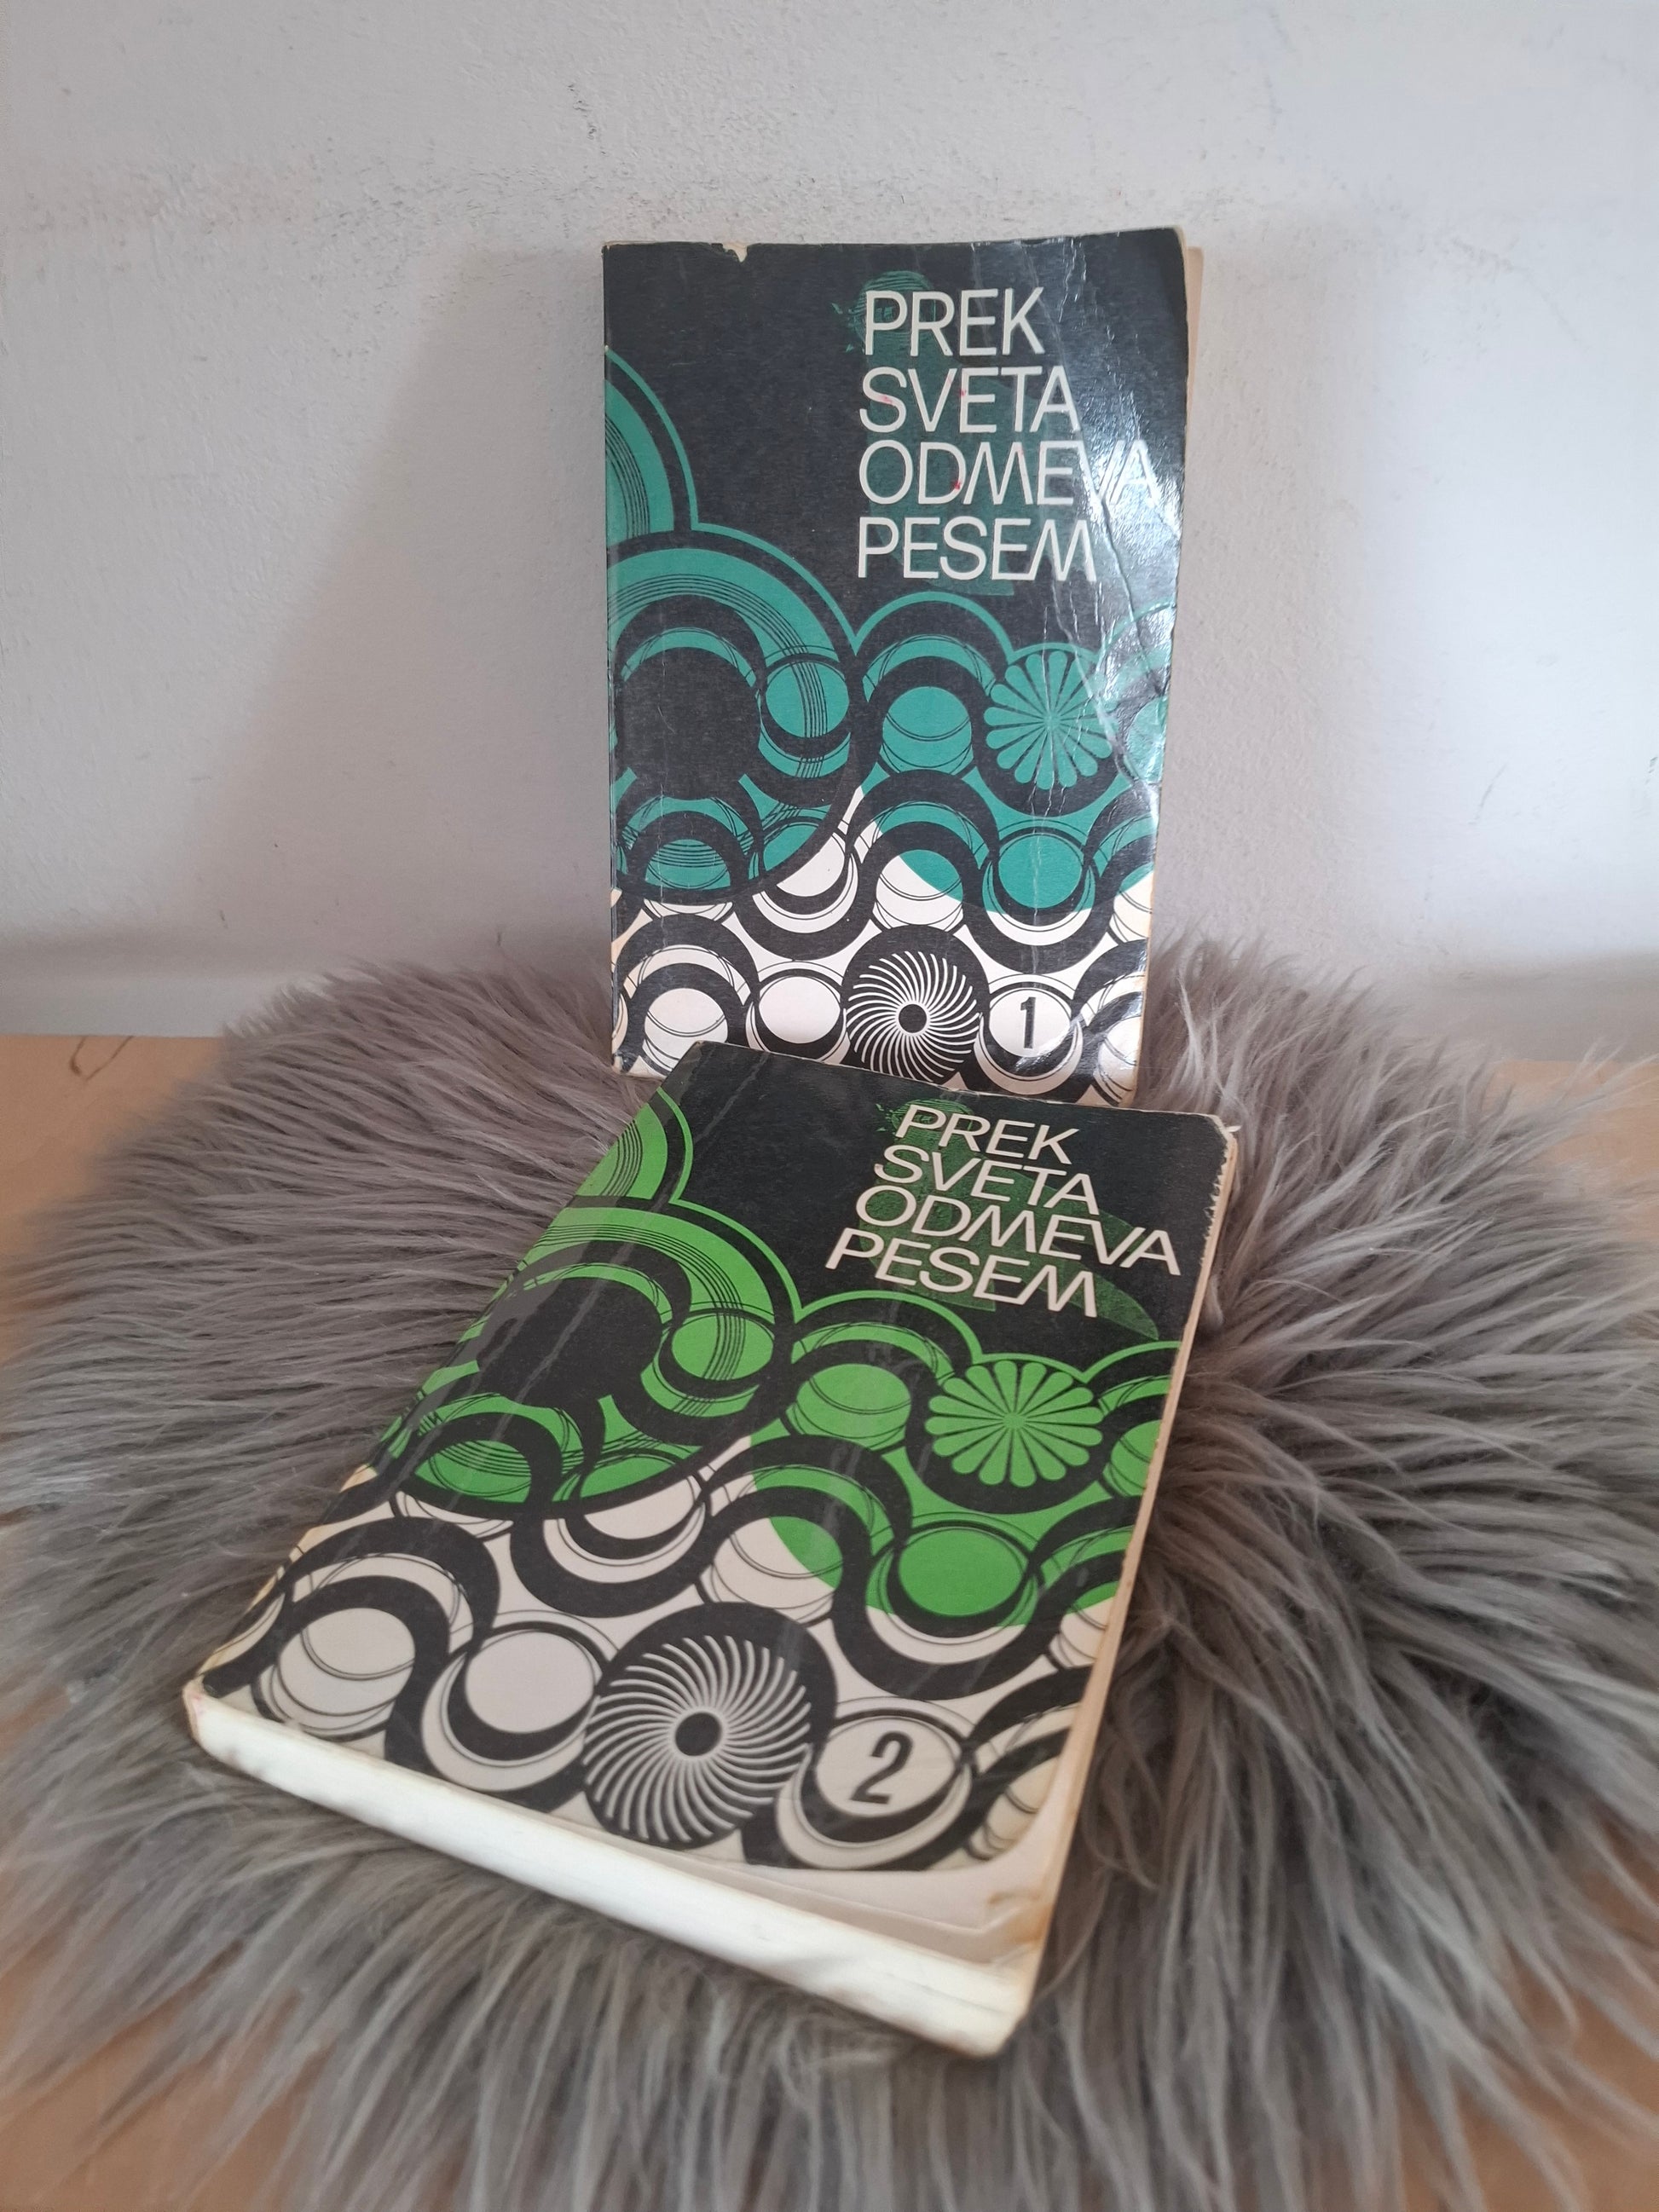 PREK
SVETA
ODMEVA
PESEM
1
PREK
SVETA
ODMEVA
PESEM
2